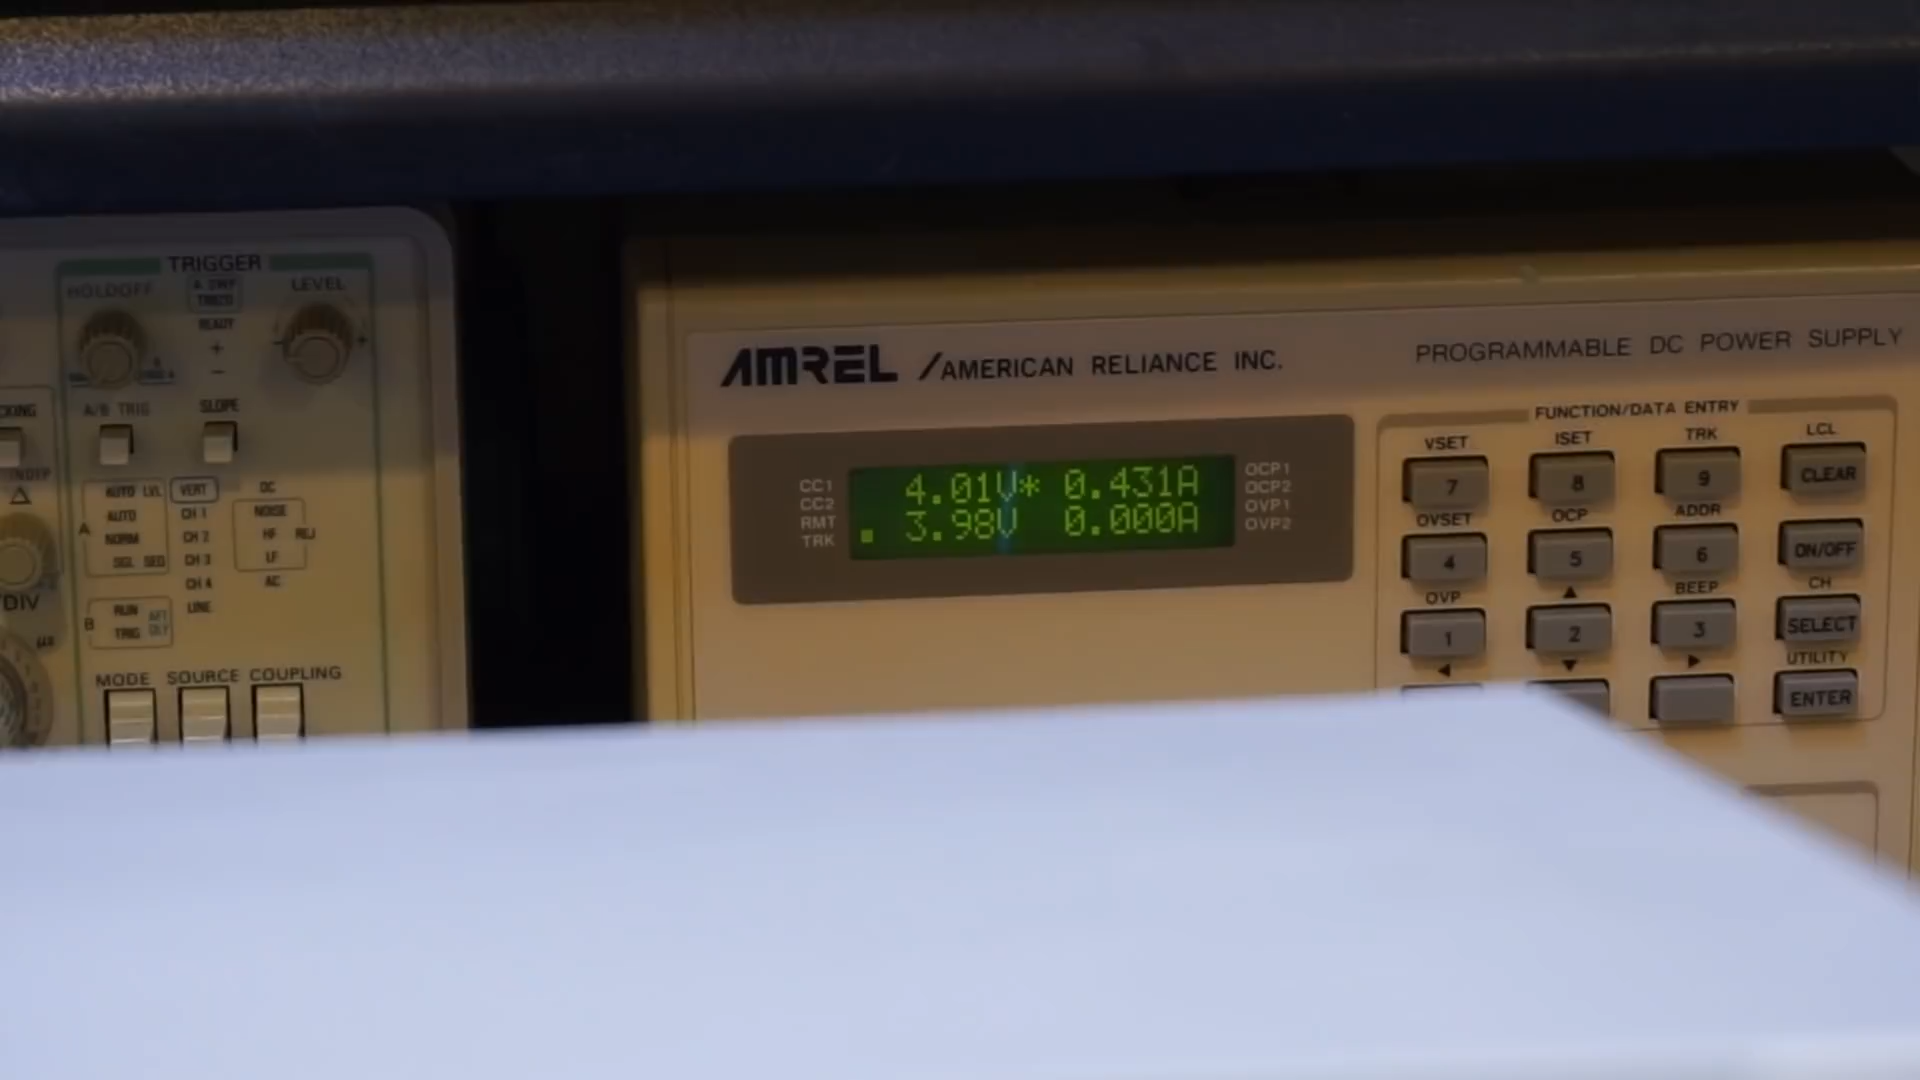 TRIGGER
HOLDOFF
LEVEL
READY
+
−
A/B TRIG
SLOPE
AUTO LVL
AUTO
NORM
SGL SEQ
A
VERT
CH 1
CH 2
CH 3
CH 4
LINE
DC
NOISE
HF REJ
LF
AC
B
RUN
TRIG
/DIV
µs
MODE SOURCE COUPLING
AMREL /AMERICAN RELIANCE INC.
PROGRAMMABLE DC POWER SUPPLY
CC1
CC2
RMT
TRK
4.01V* 0.431A
3.98V 0.000A
OCP1
OCP2
OVP1
OVP2
FUNCTION/DATA ENTRY
VSET ISET TRK LCL
7 8 9 CLEAR
OVSET OCP ADDR
4 5 6 ON/OFF
OVP ▲ BEEP CH
1 2 3 SELECT
◀ ▼ ▶ UTILITY
ENTER